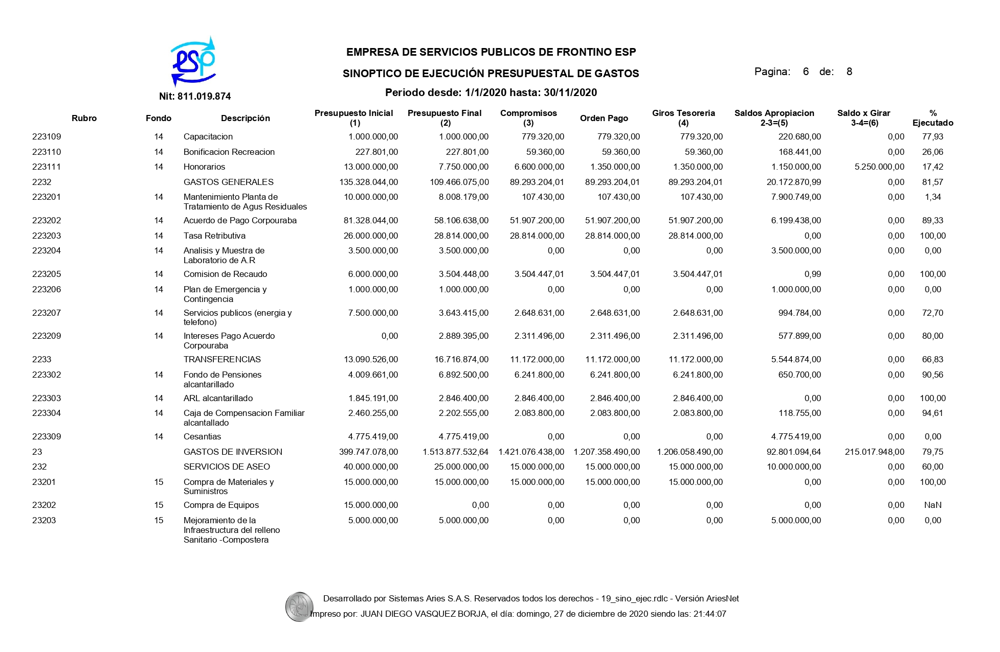 esp
EMPRESA DE SERVICIOS PUBLICOS DE FRONTINO ESP
SINOPTICO DE EJECUCIÓN PRESUPUESTAL DE GASTOS
Pagina: 6 de: 8
Nit: 811.019.874
Periodo desde: 1/1/2020 hasta: 30/11/2020
Rubro Fondo Descripción Presupuesto Inicial (1) Presupuesto Final (2) Compromisos (3) Orden Pago Giros Tesoreria (4) Saldos Apropiacion 2-3=(5) Saldo x Girar 3-4=(6) % Ejecutado
223109 14 Capacitacion 1.000.000,00 1.000.000,00 779.320,00 779.320,00 779.320,00 220.680,00 0,00 77,93
223110 14 Bonificacion Recreacion 227.801,00 227.801,00 59.360,00 59.360,00 59.360,00 168.441,00 0,00 26,06
223111 14 Honorarios 13.000.000,00 7.750.000,00 6.600.000,00 1.350.000,00 1.350.000,00 1.150.000,00 5.250.000,00 17,42
2232 GASTOS GENERALES 135.328.044,00 109.466.075,00 89.293.204,01 89.293.204,01 89.293.204,01 20.172.870,99 0,00 81,57
223201 14 Mantenimiento Planta de 10.000.000,00 8.008.179,00 107.430,00 107.430,00 107.430,00 7.900.749,00 0,00 1,34
Tratamiento de Agus Residuales
223202 14 Acuerdo de Pago Corpouraba 81.328.044,00 58.106.638,00 51.907.200,00 51.907.200,00 51.907.200,00 6.199.438,00 0,00 89,33
223203 14 Tasa Retributiva 26.000.000,00 28.814.000,00 28.814.000,00 28.814.000,00 28.814.000,00 0,00 0,00 100,00
223204 14 Analisis y Muestra de 3.500.000,00 3.500.000,00 0,00 0,00 0,00 3.500.000,00 0,00 0,00
Laboratorio de A.R
223205 14 Comision de Recaudo 6.000.000,00 3.504.448,00 3.504.447,01 3.504.447,01 3.504.447,01 0,99 0,00 100,00
223206 14 Plan de Emergencia y 1.000.000,00 1.000.000,00 0,00 0,00 0,00 1.000.000,00 0,00 0,00
Contingencia
223207 14 Servicios publicos (energia y 7.500.000,00 3.643.415,00 2.648.631,00 2.648.631,00 2.648.631,00 994.784,00 0,00 72,70
telefono)
223209 14 Intereses Pago Acuerdo 0,00 2.889.395,00 2.311.496,00 2.311.496,00 2.311.496,00 577.899,00 0,00 80,00
Corpouraba
2233 TRANSFERENCIAS 13.090.526,00 16.716.874,00 11.172.000,00 11.172.000,00 11.172.000,00 5.544.874,00 0,00 66,83
223302 14 Fondo de Pensiones 4.009.661,00 6.892.500,00 6.241.800,00 6.241.800,00 6.241.800,00 650.700,00 0,00 90,56
alcantarillado
223303 14 ARL alcantarillado 1.845.191,00 2.846.400,00 2.846.400,00 2.846.400,00 2.846.400,00 0,00 0,00 100,00
223304 14 Caja de Compensacion Familiar 2.460.255,00 2.202.555,00 2.083.800,00 2.083.800,00 2.083.800,00 118.755,00 0,00 94,61
alcantallado
223309 14 Cesantias 4.775.419,00 4.775.419,00 0,00 0,00 0,00 4.775.419,00 0,00 0,00
23 GASTOS DE INVERSION 399.747.078,00 1.513.877.532,64 1.421.076.438,00 1.207.358.490,00 1.206.058.490,00 92.801.094,64 215.017.948,00 79,75
232 SERVICIOS DE ASEO 40.000.000,00 25.000.000,00 15.000.000,00 15.000.000,00 15.000.000,00 10.000.000,00 0,00 60,00
23201 15 Compra de Materiales y 15.000.000,00 15.000.000,00 15.000.000,00 15.000.000,00 15.000.000,00 0,00 0,00 100,00
Suministros
23202 15 Compra de Equipos 15.000.000,00 0,00 0,00 0,00 0,00 0,00 0,00 NaN
23203 15 Mejoramiento de la 5.000.000,00 5.000.000,00 0,00 0,00 0,00 5.000.000,00 0,00 0,00
Infraestructura del relleno
Sanitario -Compostera
Desarrollado por Sistemas Aries S.A.S. Reservados todos los derechos - 19_sino_ejec.rdlc - Versión AriesNet
Impreso por: JUAN DIEGO VASQUEZ BORJA, el día: domingo, 27 de diciembre de 2020 siendo las: 21:44:07